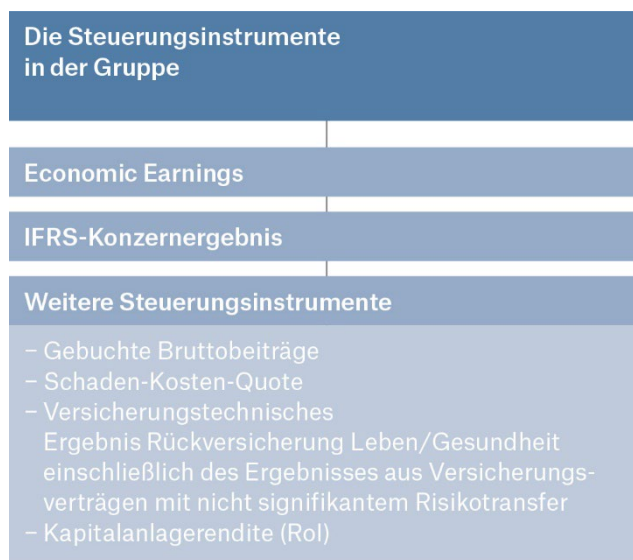 Die Steuerungsinstrumente
in der Gruppe
Economic Earnings
IFRS-Konzernergebnis
Weitere Steuerungsinstrumente
– Gebuchte Bruttobeiträge
– Schaden-Kosten-Quote
– Versicherungstechnisches
Ergebnis Rückversicherung Leben/Gesundheit
einschließlich des Ergebnisses aus Versicherungs-
verträgen mit nicht signifikantem Risikotransfer
– Kapitalanlagerendite (RoI)